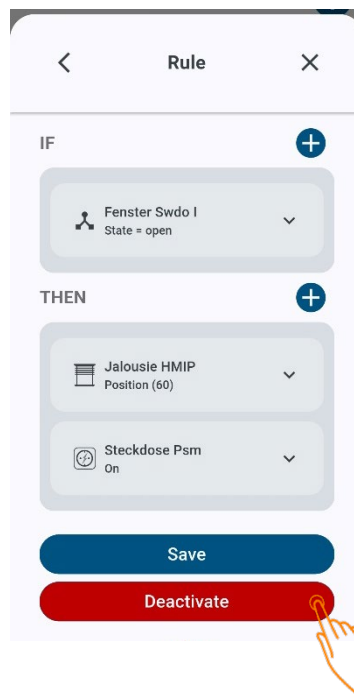 Rule
IF
Fenster Swdo I
State = open
THEN
Jalousie HMIP
Position (60)
Steckdose Psm
On
Save
Deactivate